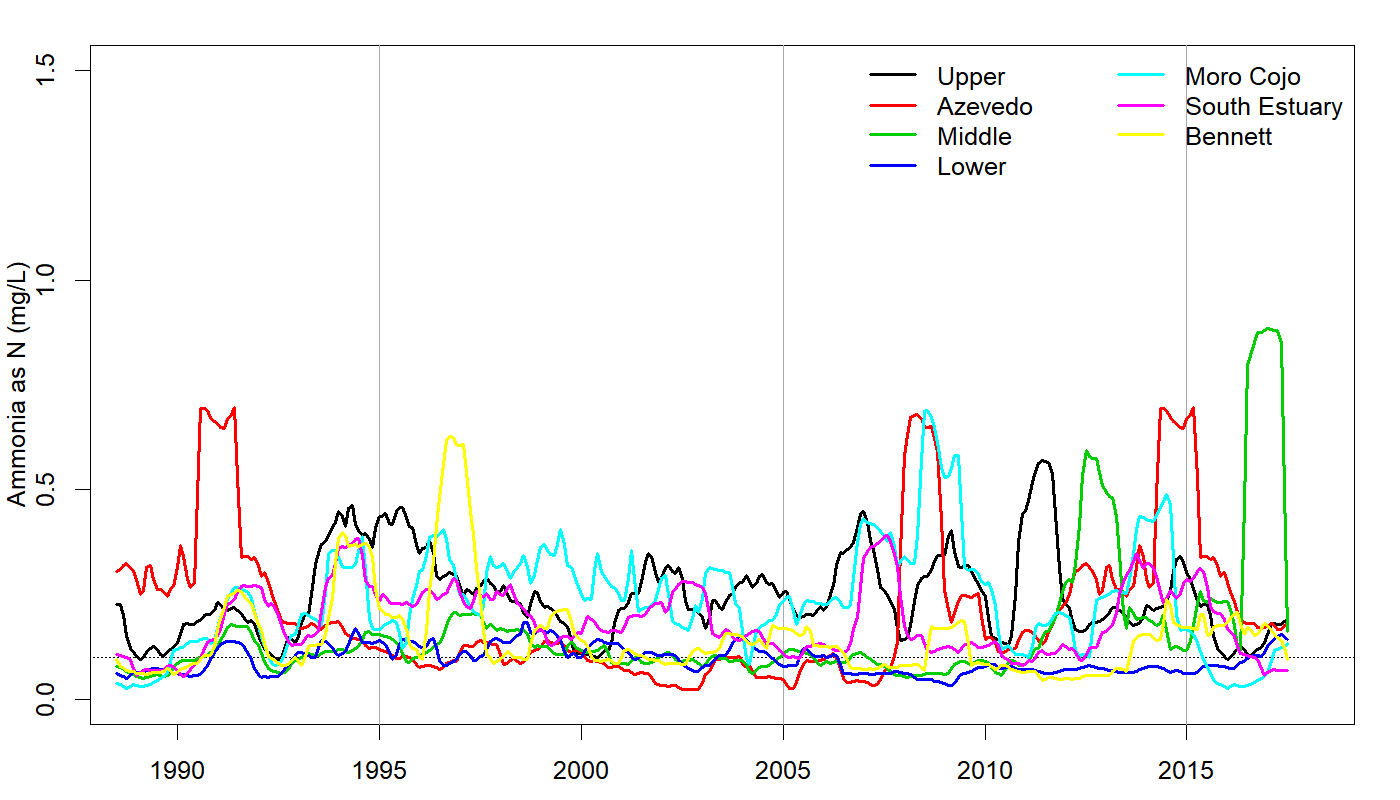 Ammonia as N (mg/L)
1.5
1.0
0.5
0.0
Upper
Azevedo
Middle
Lower
Moro Cojo
South Estuary
Bennett
1990 1995 2000 2005 2010 2015